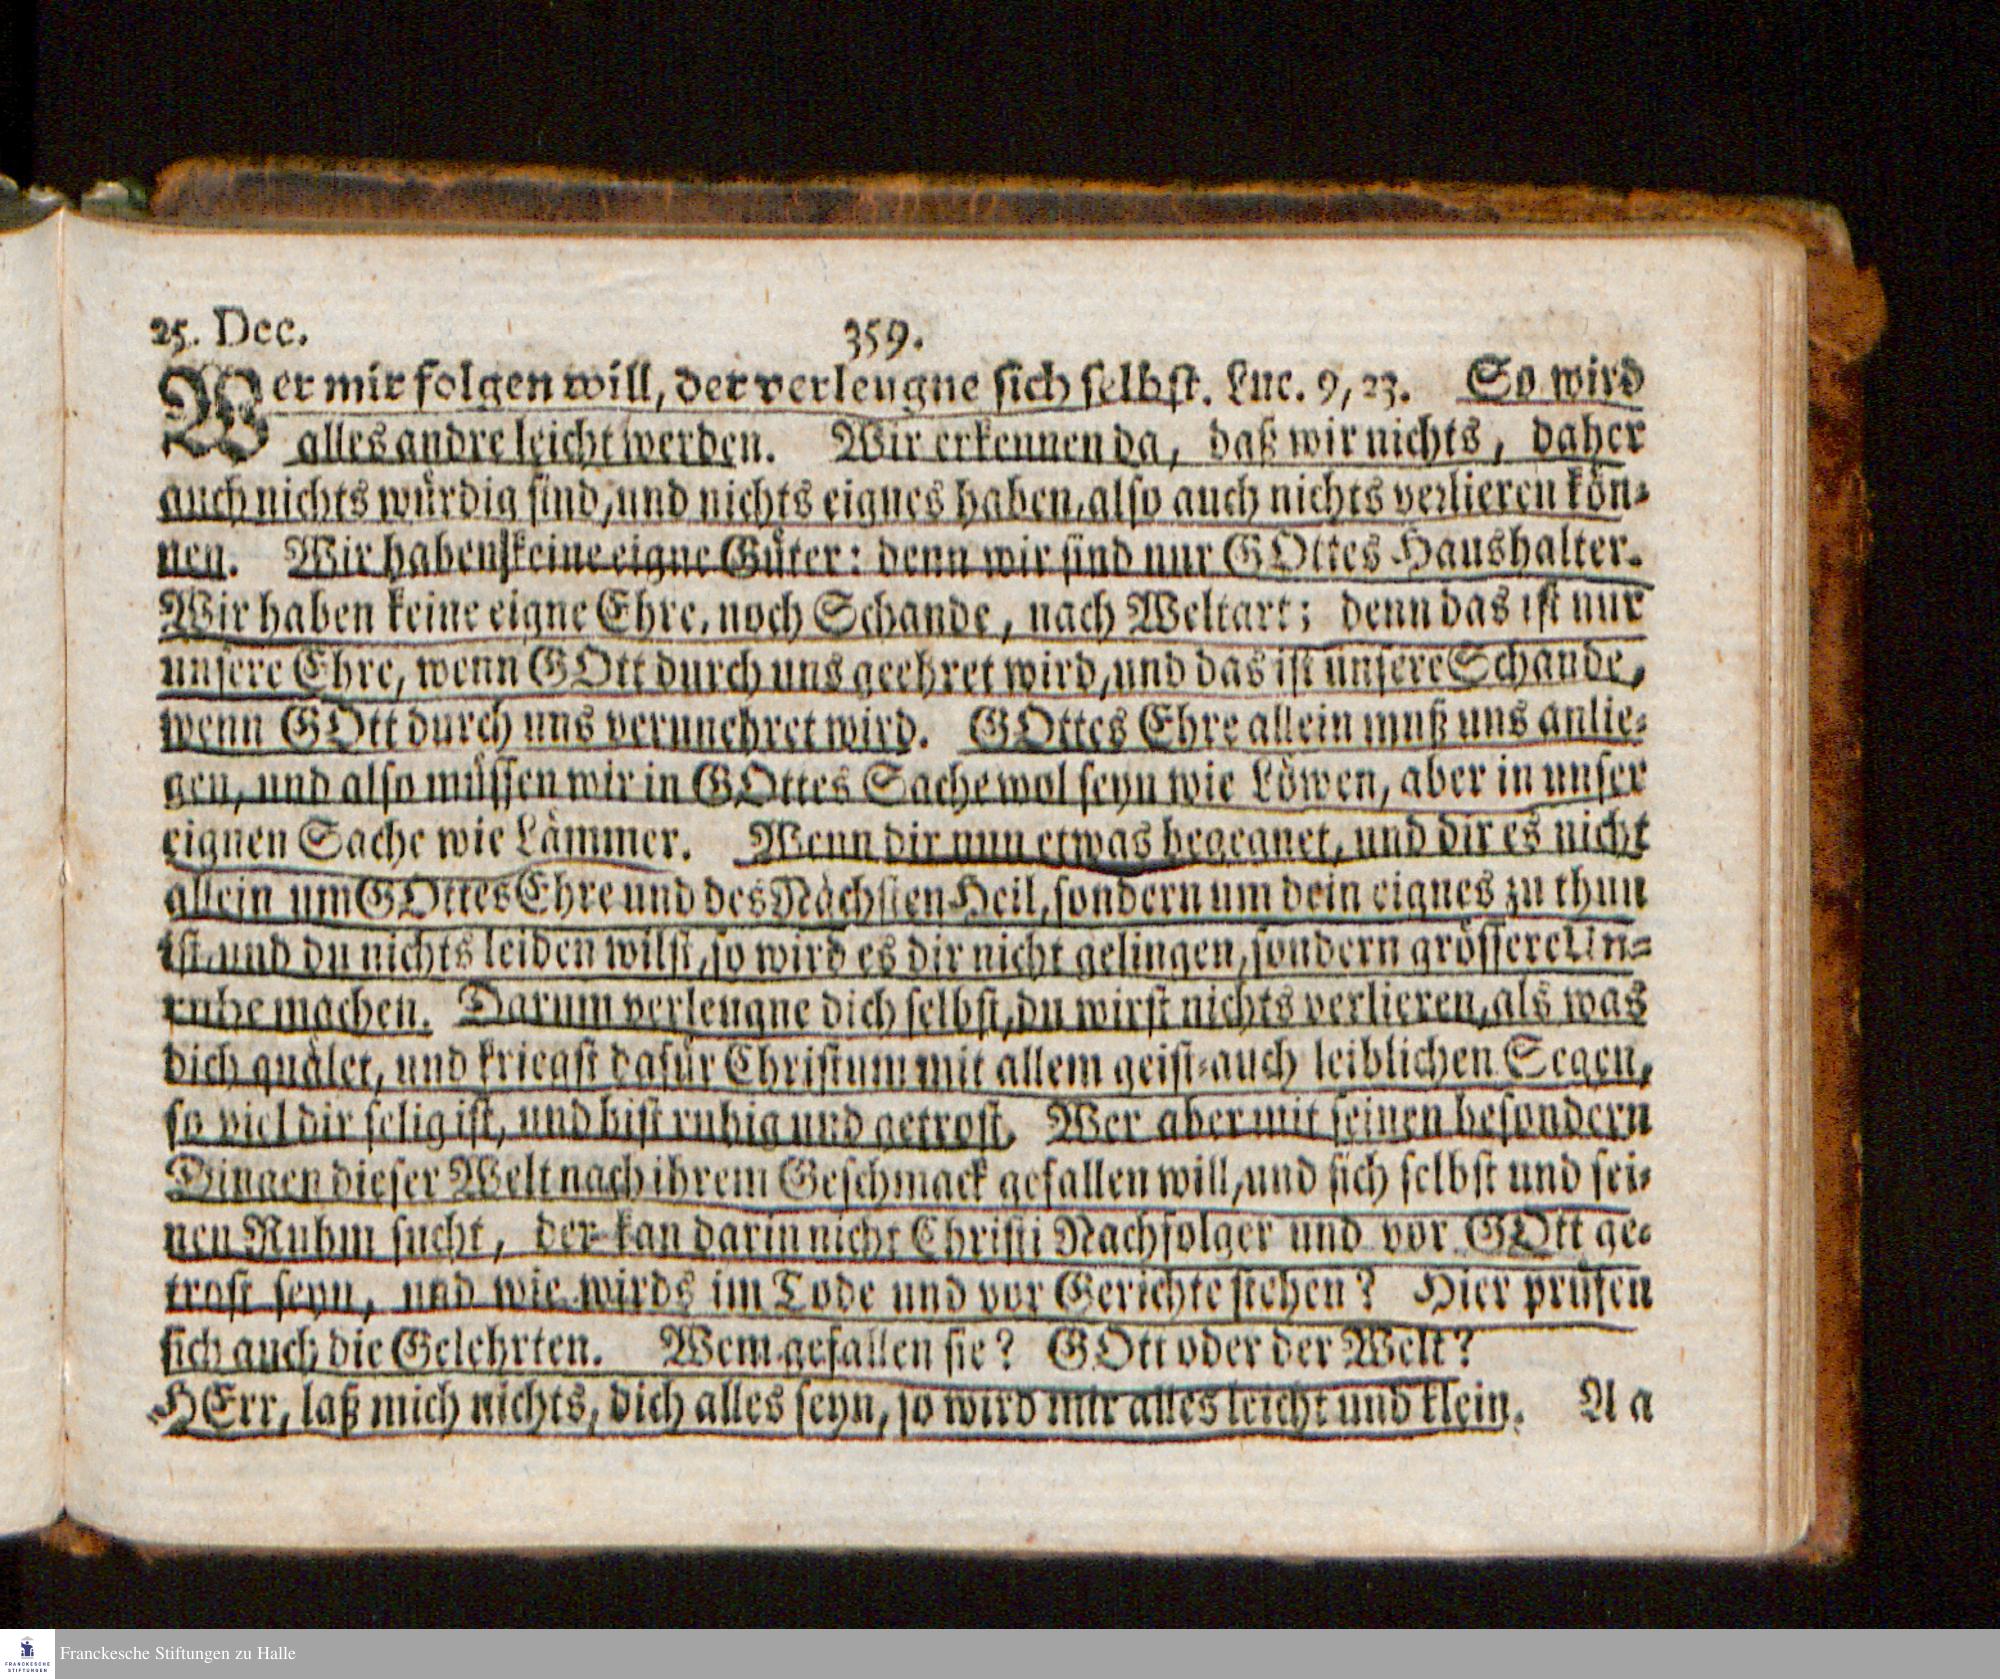 25. Dec. 359.
Wer mir folgen will, der verleugne sich selbst. Luc. 9, 23. So wird
alles andre leicht werden. Wir erkennen da, daß wir nichts, daher
auch nichts würdig sind, und nichts eignes haben, also auch nichts verlieren kön-
nen. Wir haben keine eigne Güter: denn wir sind nur GOttes Haushalter.
Wir haben keine eigne Ehre, noch Schande, nach Weltart; denn das ist nur
unsere Ehre, wenn GOtt durch uns geehret wird, und das ist unsere Schande,
wenn GOtt durch uns verunehret wird. GOttes Ehre allein muß uns anlie-
gen, und also müssen wir in GOttes Sache wol seyn wie Löwen, aber in unser
eignen Sache wie Lämmer. Wenn dir nun etwas begegnet, und dir es nicht
allein um GOttes Ehre und des Nächsten Heil, sondern um dein eignes zu thun
ist, und du nichts leiden wilst, so wird es dir nicht gelingen, sondern grössere Un-
ruhe machen. Darum verleugne dich selbst, du wirst nichts verlieren, als was
dich quälet, und kriegst dafür Christum mit allem geist-auch leiblichen Segen,
so viel dir selig ist, und bist ruhig und getrost. Wer aber mit seinen besondern
Dingen dieser Welt nach ihrem Geschmack gefallen will, und sich selbst und sei-
nen Ruhm sucht, der kan darin nicht Christi Nachfolger und vor GOtt ge-
trost seyn, und wie wirds im Tode und vor Gerichte stehen? Hier prüfen
sich auch die Gelehrten. Wem gefallen sie? GOtt oder der Welt?
HErr, laß mich nichts, dich alles seyn, so wird mir alles leicht und klein. A a
FRANCKESCHE
STIFTUNGEN
Franckesche Stiftungen zu Halle